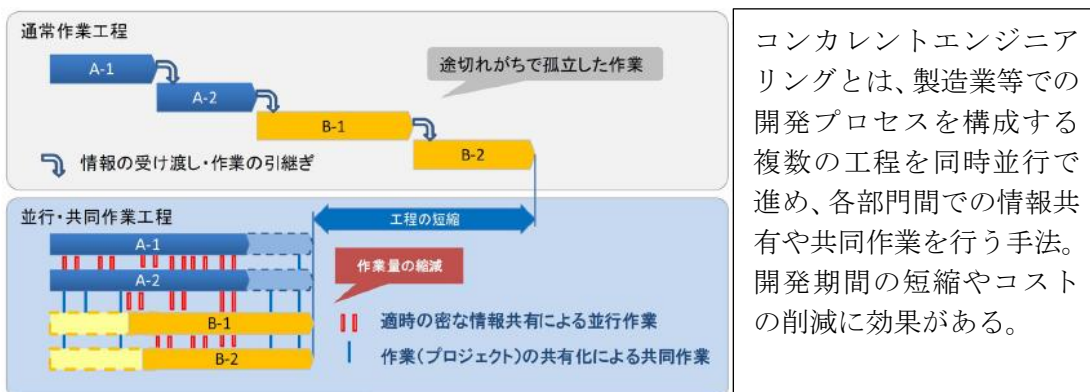 通常作業工程
A-1
途切れがちで孤立した作業
A-2
B-1
B-2
情報の受け渡し・作業の引継ぎ
並行・共同作業工程
工程の短縮
A-1
作業量の縮減
A-2
B-1
適時の密な情報共有による並行作業
B-2
作業(プロジェクト)の共有化による共同作業
コンカレントエンジニア
リングとは、製造業等での
開発プロセスを構成する
複数の工程を同時並行で
進め、各部門間での情報共
有や共同作業を行う手法。
開発期間の短縮やコスト
の削減に効果がある。